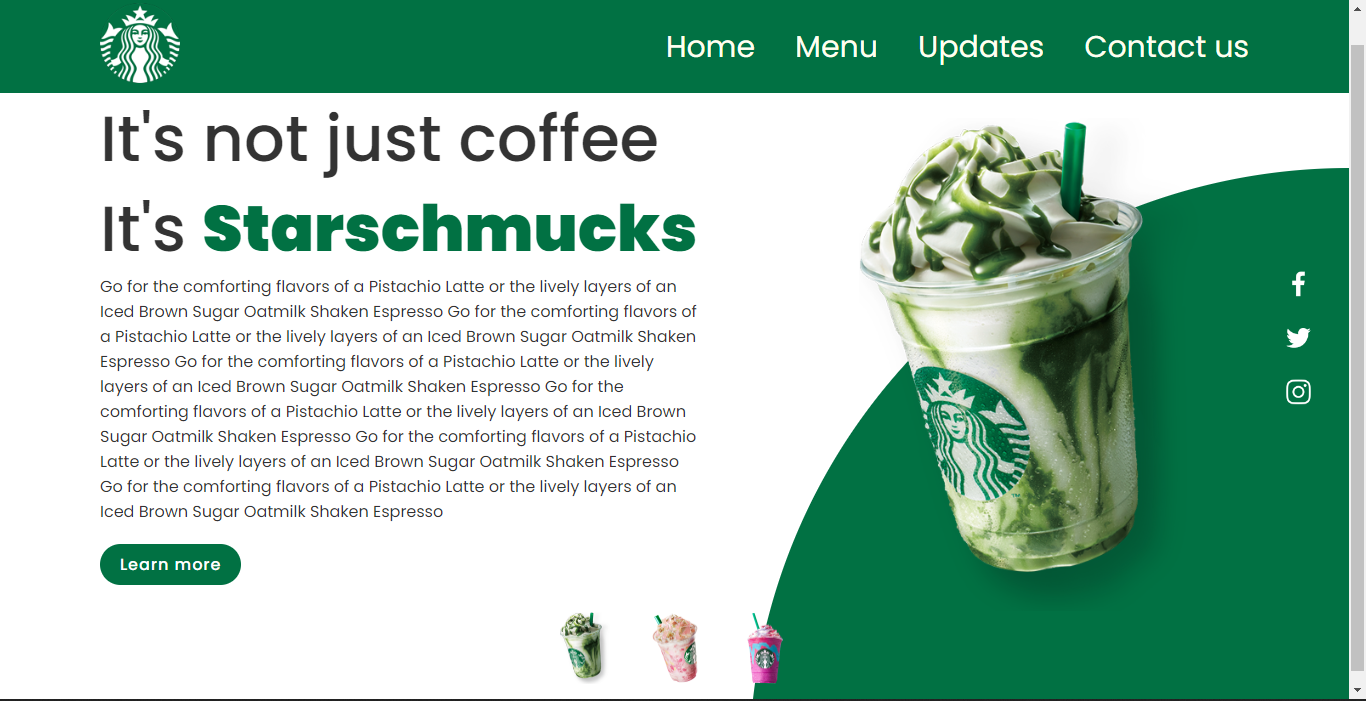 Home Menu Updates Contact us
It's not just coffee
It's Starschmucks
Go for the comforting flavors of a Pistachio Latte or the lively layers of an
Iced Brown Sugar Oatmilk Shaken Espresso Go for the comforting flavors of
a Pistachio Latte or the lively layers of an Iced Brown Sugar Oatmilk Shaken
Espresso Go for the comforting flavors of a Pistachio Latte or the lively
layers of an Iced Brown Sugar Oatmilk Shaken Espresso Go for the
comforting flavors of a Pistachio Latte or the lively layers of an Iced Brown
Sugar Oatmilk Shaken Espresso Go for the comforting flavors of a Pistachio
Latte or the lively layers of an Iced Brown Sugar Oatmilk Shaken Espresso
Go for the comforting flavors of a Pistachio Latte or the lively layers of an
Iced Brown Sugar Oatmilk Shaken Espresso
Learn more